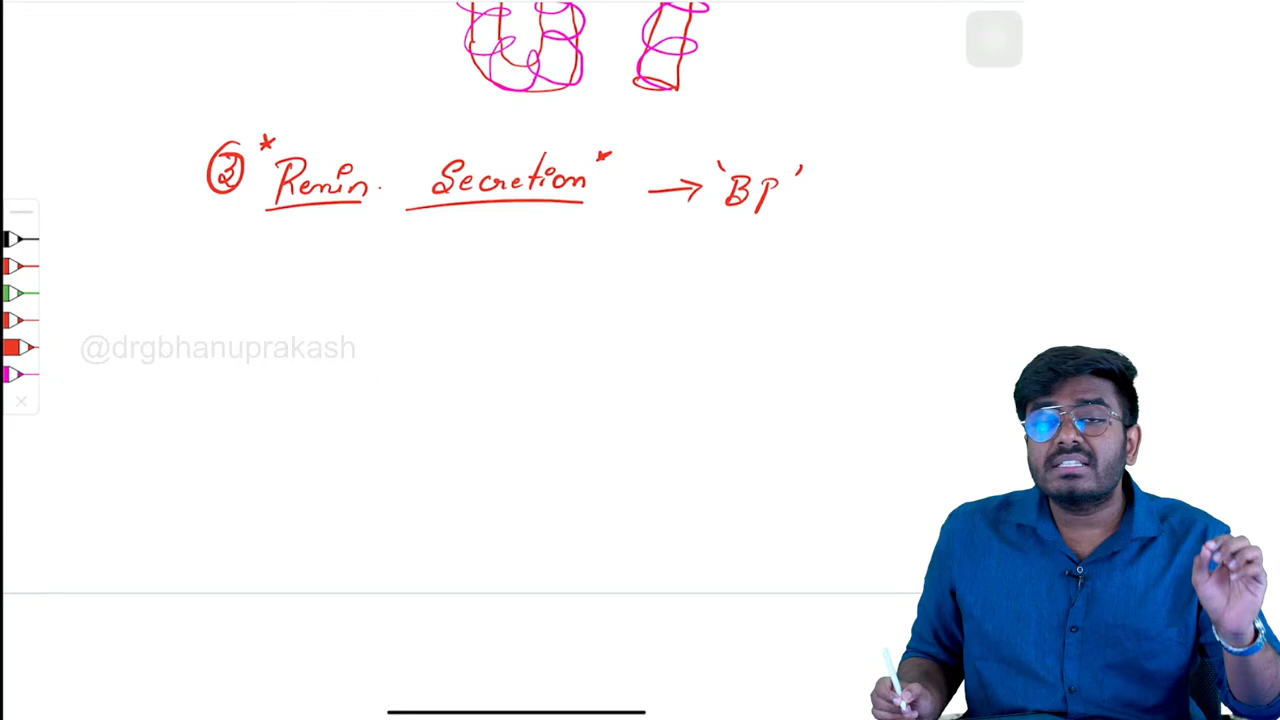 ② *Renin. Secretion* → 'BP'
@drgbhanuprakash